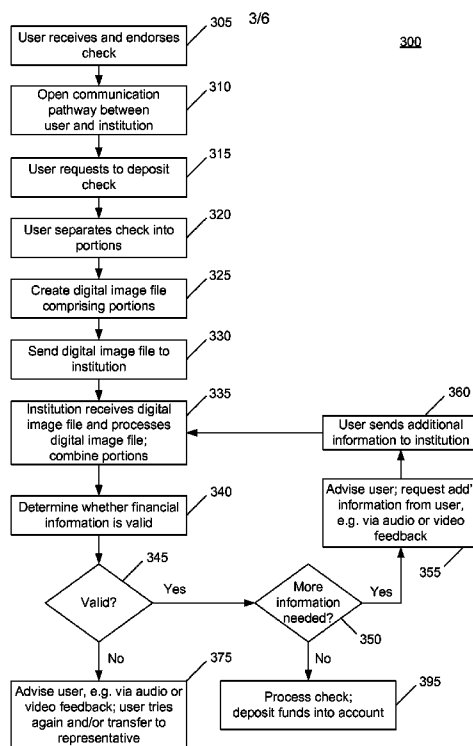 3/6
300
305
User receives and endorses
check
310
Open communication
pathway between
user and institution
315
User requests to deposit
check
320
User separates check into
portions
325
Create digital image file
comprising portions
330
Send digital image file to
institution
335
Institution receives digital
image file and processes
digital image file;
combine portions
360
User sends additional
information to institution
340
Determine whether financial
information is valid
Advise user; request add'
information from user,
e.g. via audio or video
feedback
355
345
Valid?
Yes
More
information
needed?
Yes
350
No
No
375
Advise user, e.g. via audio or
video feedback; user tries
again and/or transfer to
representative
395
Process check;
deposit funds into account